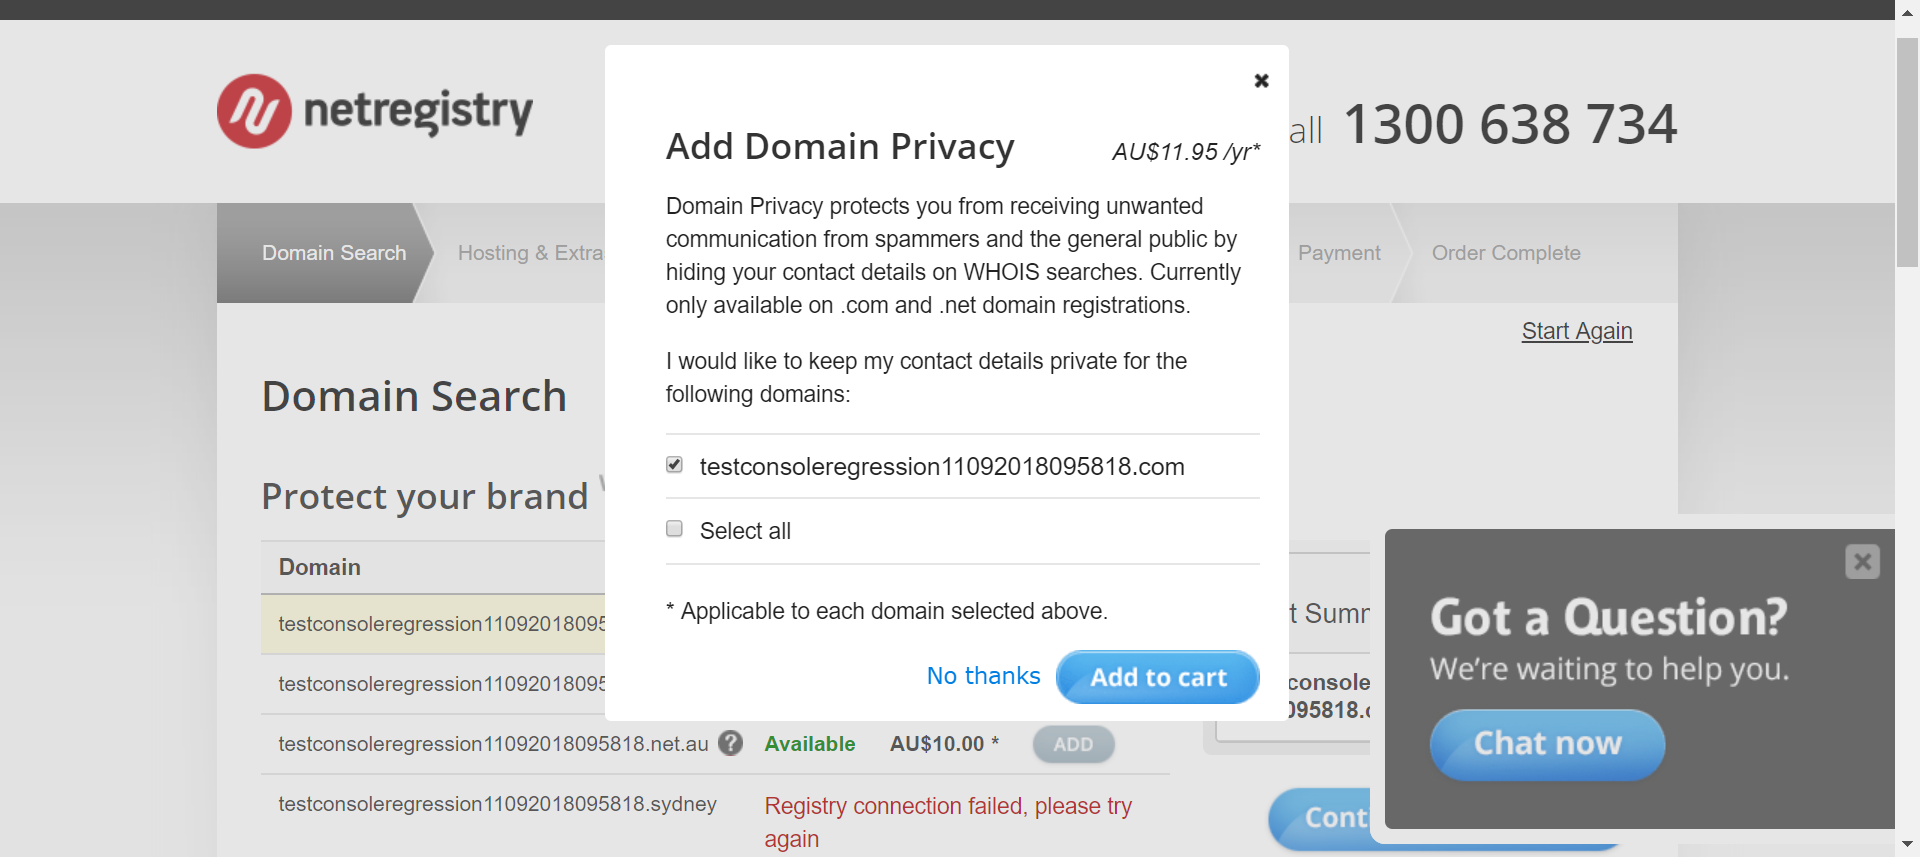 netregistry
all 1300 638 734
Domain Search
Hosting & Extra
Payment
Order Complete
Start Again
Domain Search
Protect your brand
Domain
testconsoleregression11092018095
testconsoleregression11092018095
testconsoleregression11092018095818.net.au ? Available AU$10.00 * ADD
testconsoleregression11092018095818.sydney Registry connection failed, please try
again
Add Domain Privacy AU$11.95 /yr*
Domain Privacy protects you from receiving unwanted
communication from spammers and the general public by
hiding your contact details on WHOIS searches. Currently
only available on .com and .net domain registrations.
I would like to keep my contact details private for the
following domains:
testconsoleregression11092018095818.com
Select all
* Applicable to each domain selected above.
No thanks Add to cart
t Summ
console
095818.c
Conti
Got a Question?
We're waiting to help you.
Chat now